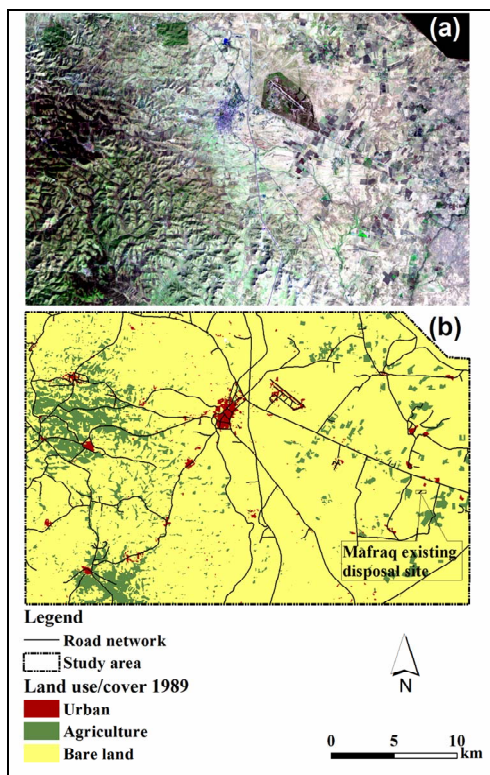 (a)
(b)
Mafraq existing
disposal site
Legend
Road network
Study area
Land use/cover 1989
Urban
Agriculture
Bare land
N
0 5 10
km